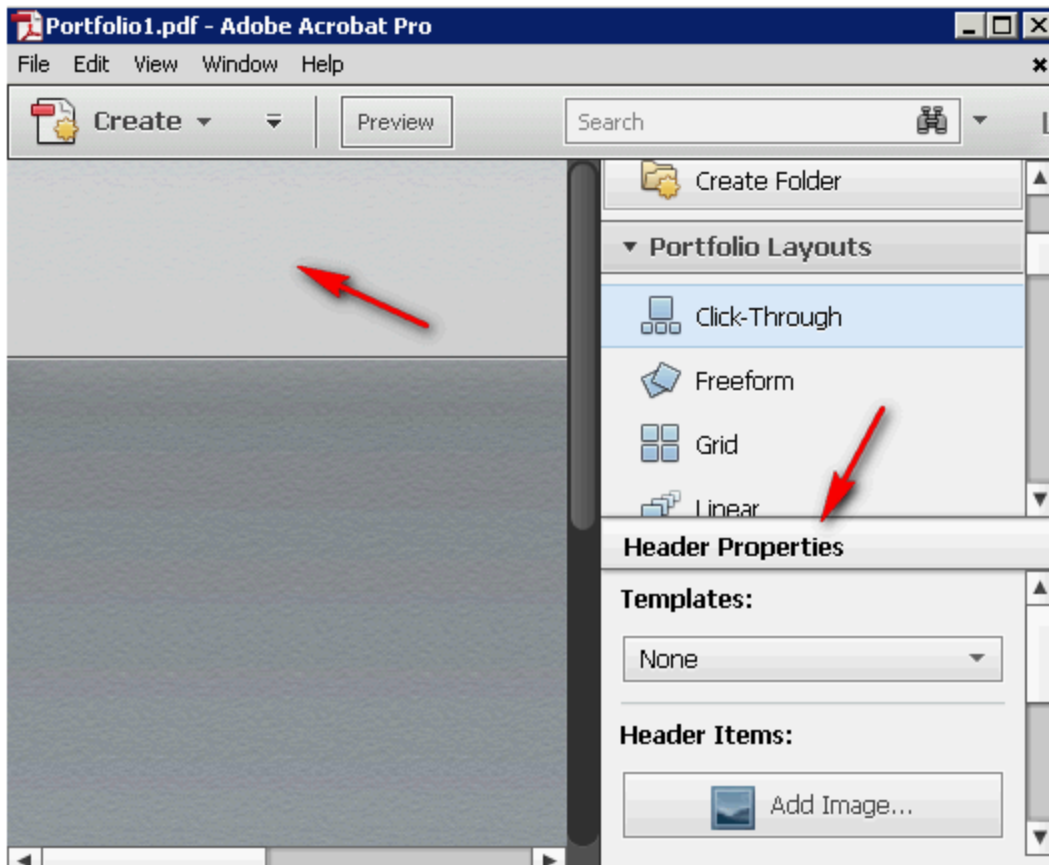 Portfolio1.pdf - Adobe Acrobat Pro
File Edit View Window Help
Create Preview Search
Create Folder
Portfolio Layouts
Click-Through
Freeform
Grid
Linear
Header Properties
Templates:
None
Header Items:
Add Image...